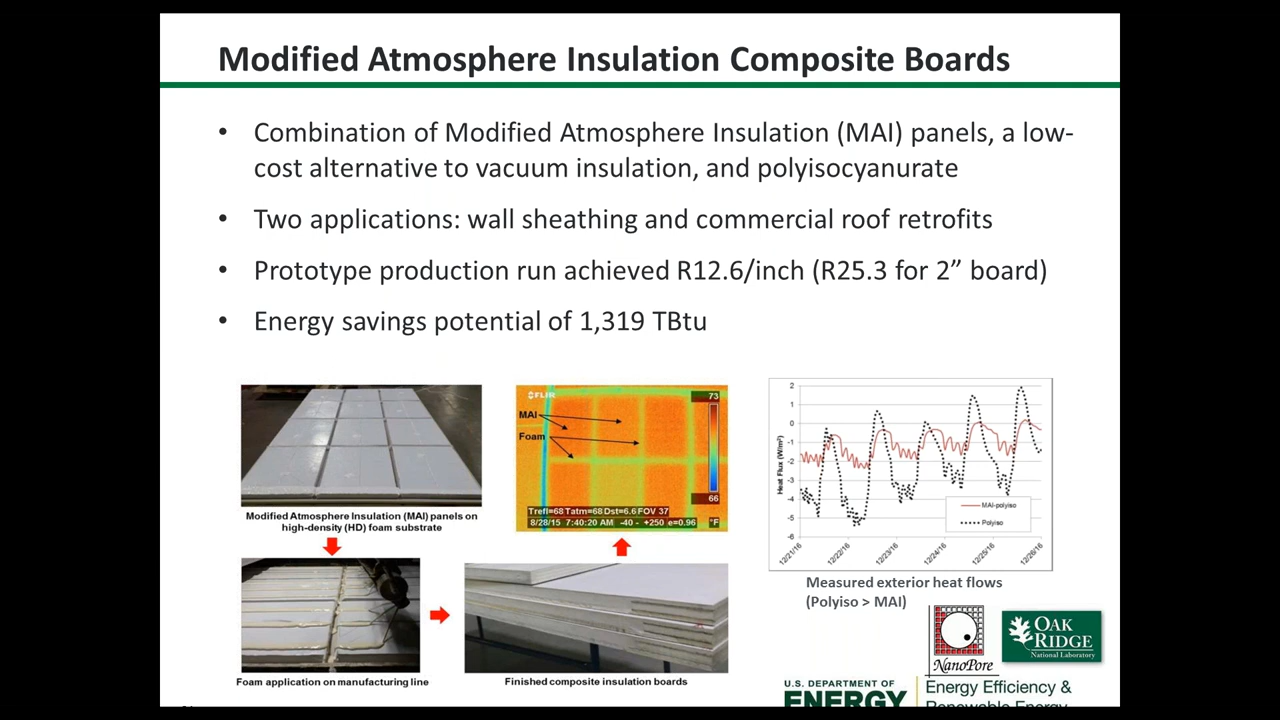 Modified Atmosphere Insulation Composite Boards
• Combination of Modified Atmosphere Insulation (MAI) panels, a low-
cost alternative to vacuum insulation, and polyisocyanurate
• Two applications: wall sheathing and commercial roof retrofits
• Prototype production run achieved R12.6/inch (R25.3 for 2” board)
• Energy savings potential of 1,319 TBtu
Modified Atmosphere Insulation (MAI) panels on
high-density (HD) foam substrate
Foam application on manufacturing line
Finished composite insulation boards
FLIR
73
MAI
Foam
66
Trefl=68 Tatm=68 Dst=6.6 FOV 37
8/28/15 7:40:20 AM -40 - +250 e=0.96 °F
Heat Flux (W/m²)
2
1
0
-1
-2
-3
-4
-5
-6
12/21/16
12/22/16
12/23/16
12/24/16
12/25/16
12/26/16
MAI-polyiso
Polyiso
Measured exterior heat flows
(Polyiso > MAI)
NanoPore
OAK
RIDGE
National Laboratory
U.S. DEPARTMENT OF
ENERGY
Energy Efficiency &
Renewable Energy